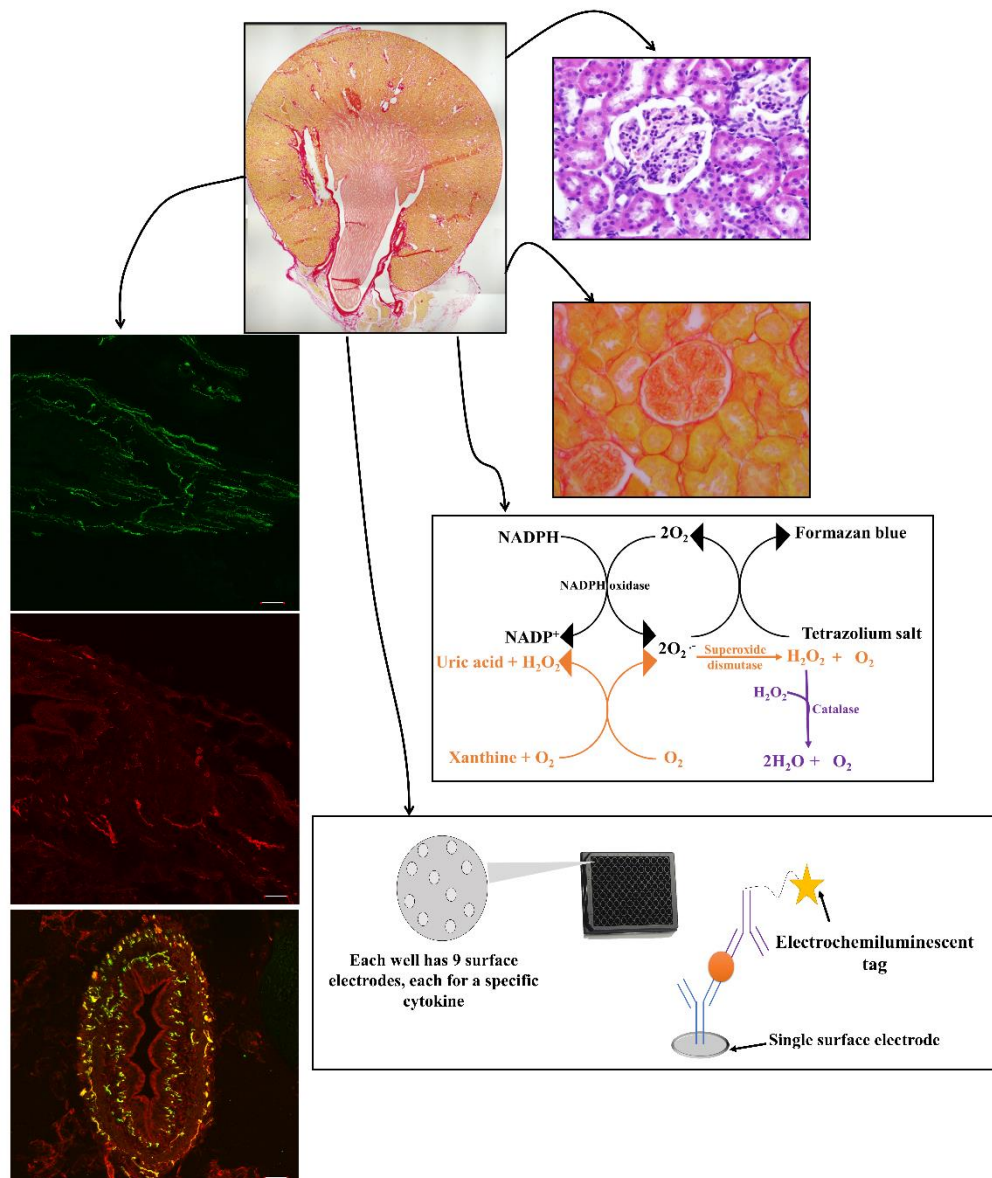 NADPH
2O2
Formazan blue
NADPH oxidase
NADP+
2O2·-
Tetrazolium salt
Uric acid + H2O2
Superoxide
dismutase
H2O2 + O2
H2O2
Catalase
Xanthine + O2
O2
2H2O + O2
Each well has 9 surface
electrodes, each for a specific
cytokine
Electrochemiluminescent
tag
Single surface electrode